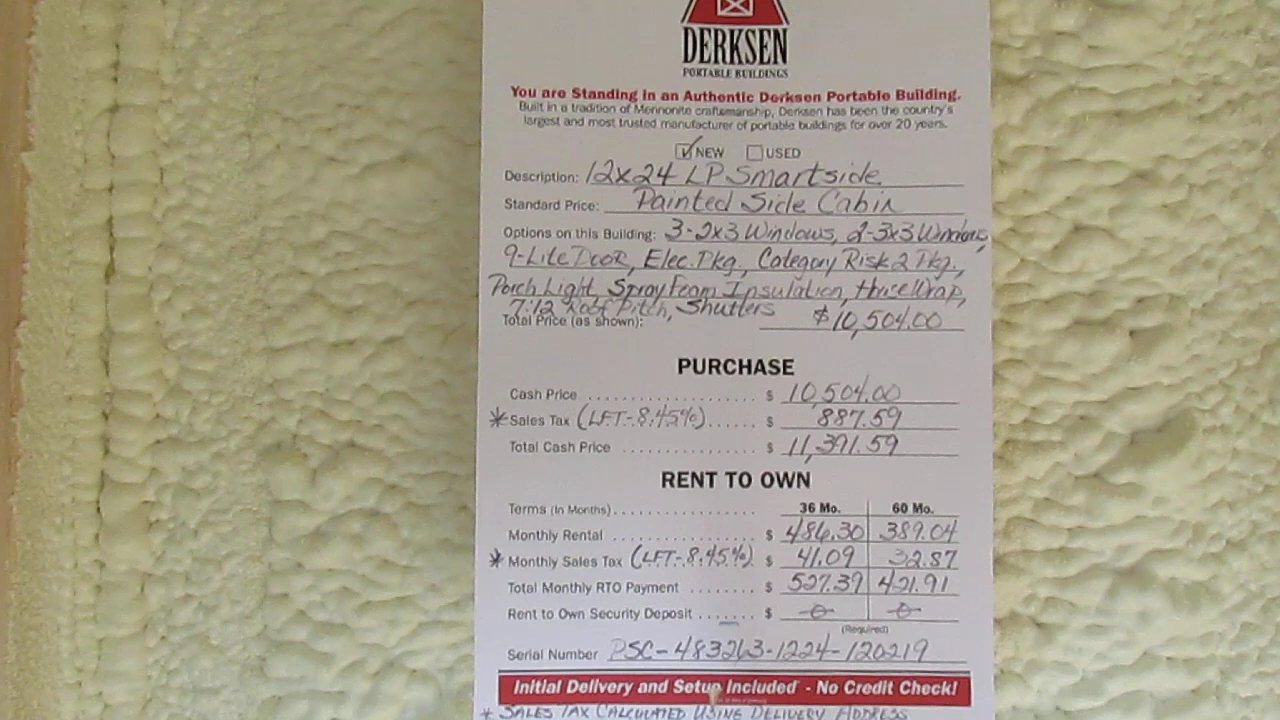 DERKSEN
PORTABLE BUILDINGS
You are Standing in an Authentic Derksen Portable Building.
Built in a tradition of Mennonite craftsmanship, Derksen has been the country's
largest and most trusted manufacturer of portable buildings for over 20 years.
NEW USED
Description: 12x24 LP Smartside
Standard Price: Painted Side Cabin
Options on this Building: 3-2x3 Windows, 2-3x3 Windows,
9-Lite Door, Elec. Pkg., Category Risk 2 Pkg.,
Porch Light, Spray Foam Insulation, House Wrap,
7:12 Roof Pitch, Shutters
Total Price (as shown): $10,504.00
PURCHASE
Cash Price .................... $ 10,504.00
* Sales Tax (LFT-8.45%) ...... $ 887.59
Total Cash Price ................ $ 11,391.59
RENT TO OWN
Terms (In Months) ................. 36 Mo. 60 Mo.
Monthly Rental ................. $ 486.30 389.04
* Monthly Sales Tax (LFT-8.45%). $ 41.09 32.87
Total Monthly RTO Payment ........ $ 527.39 421.91
Rent to Own Security Deposit ....... $ -0- -0-
(Required)
Serial Number PSC-483263-1224-120219
Initial Delivery and Setup Included - No Credit Check!
* SALES TAX CALCULATED USING DELIVERY ADDRESS